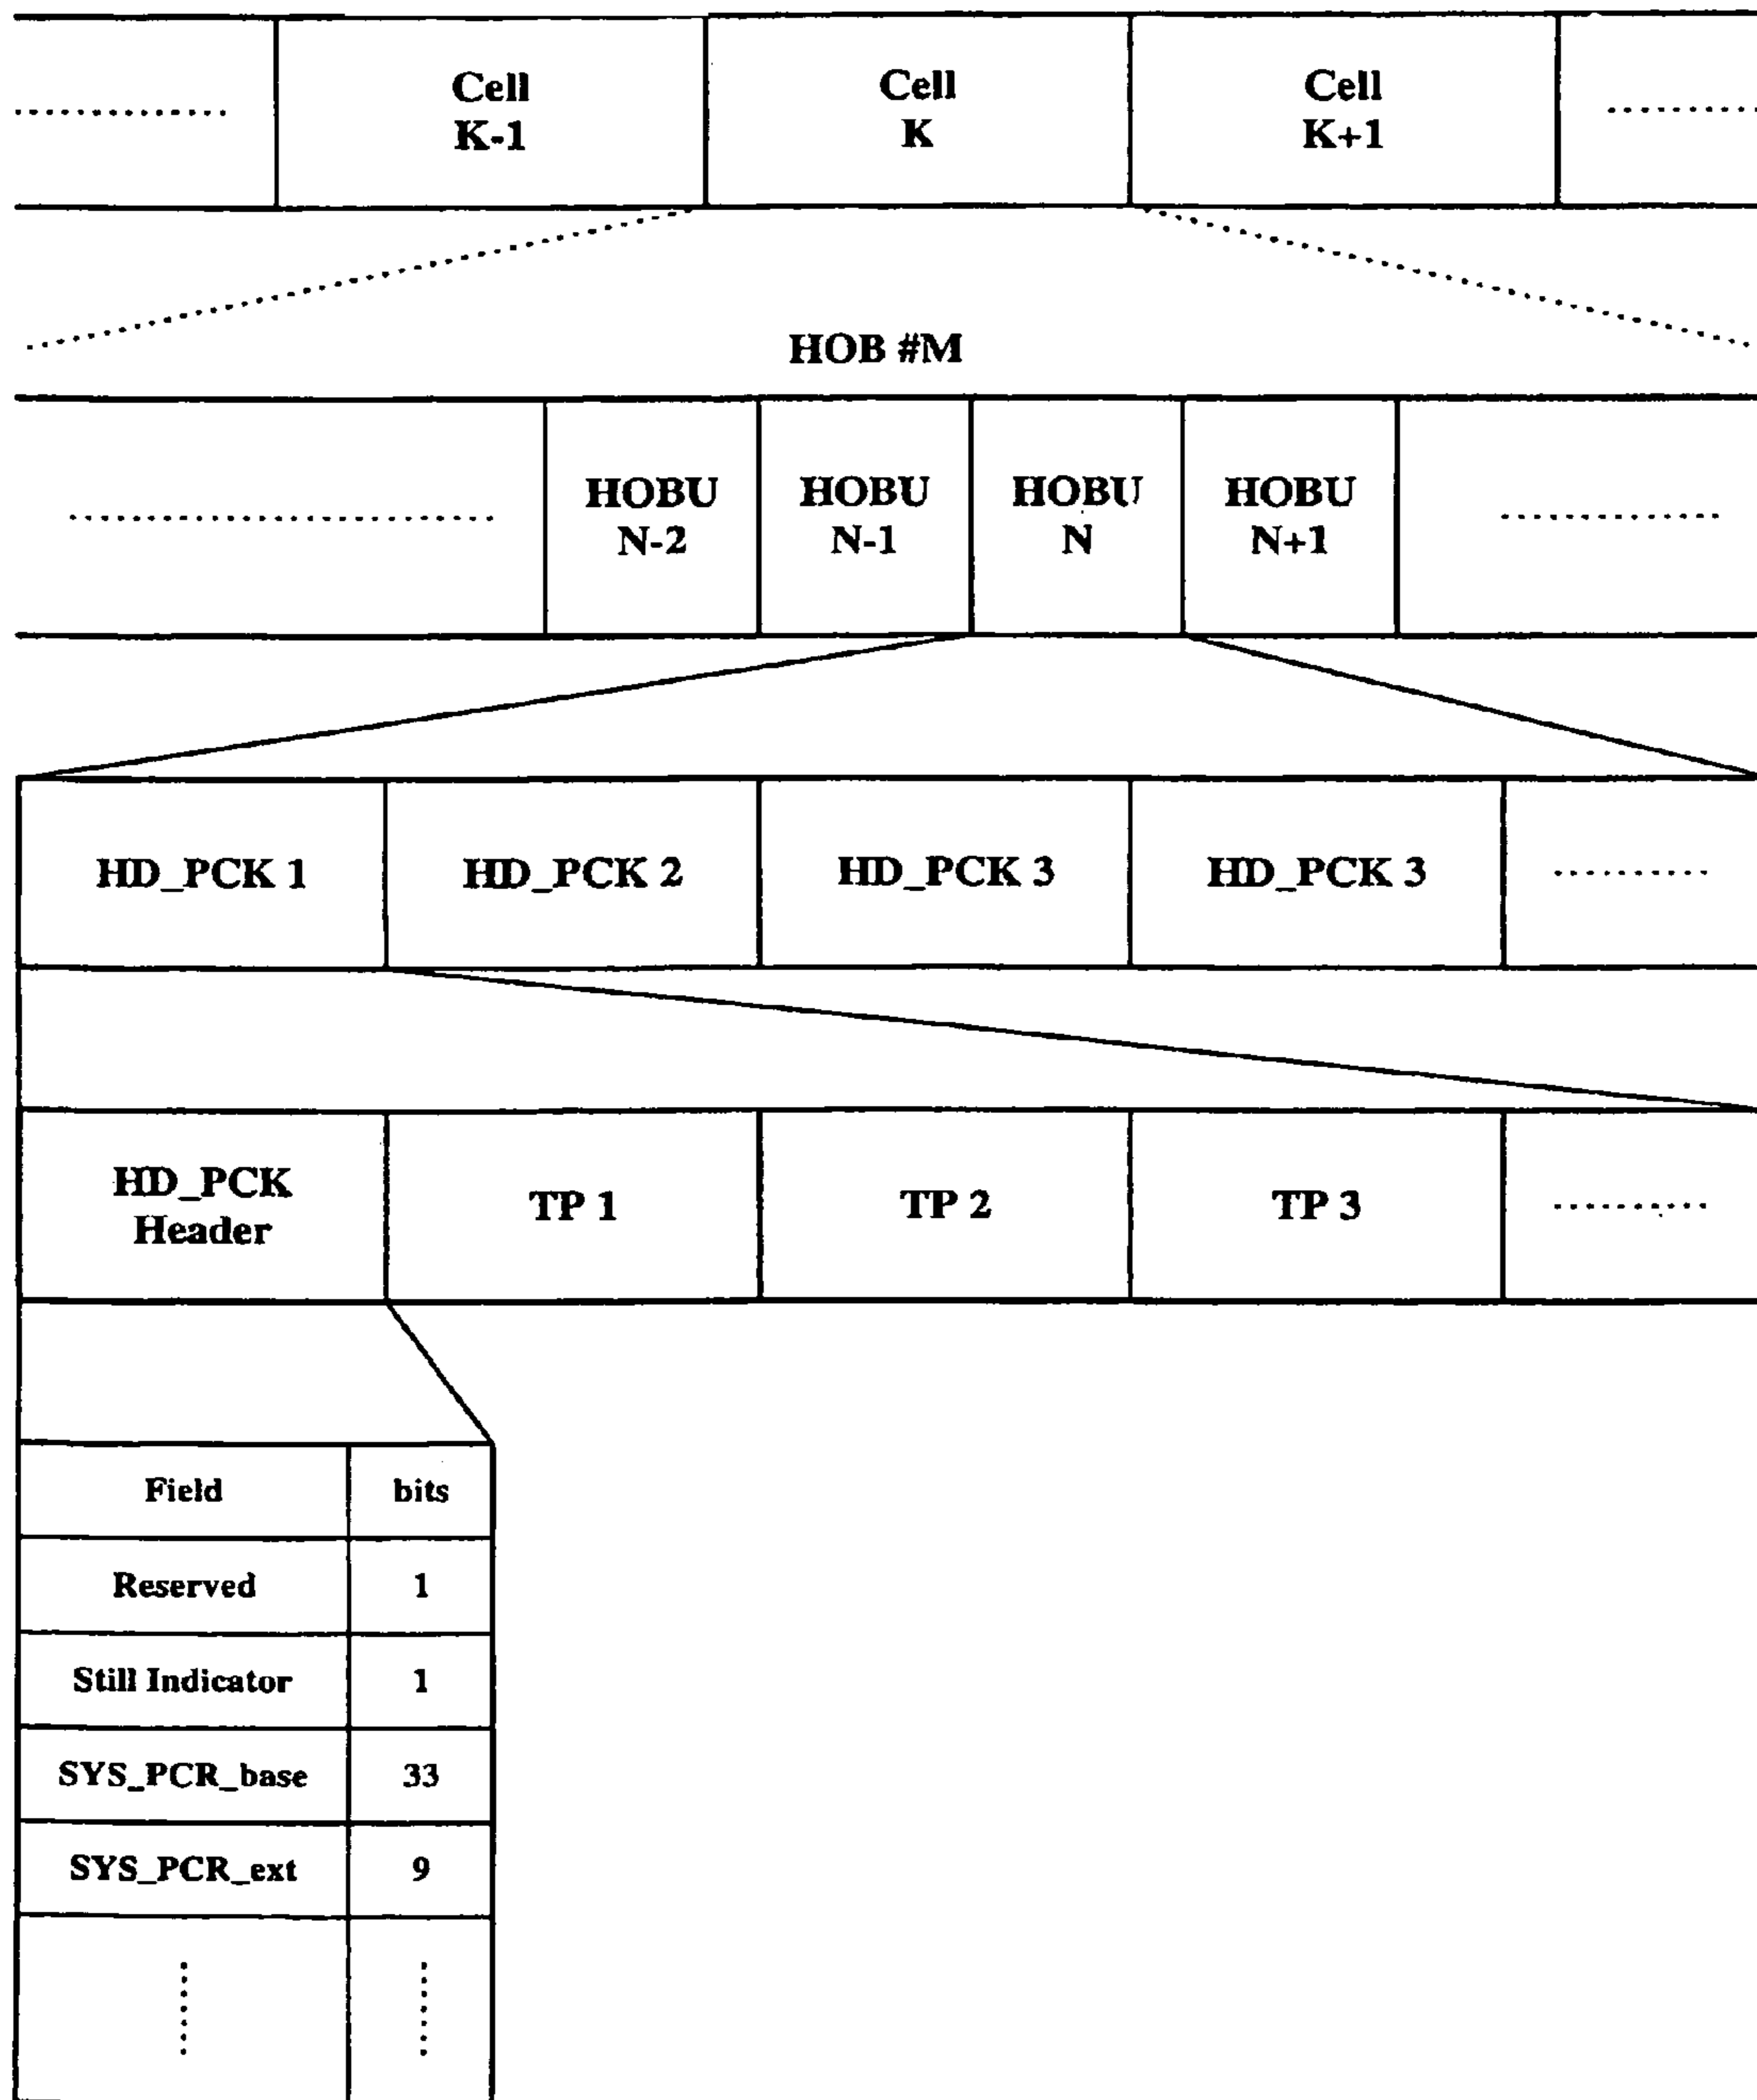 Cell
K-1
Cell
K
Cell
K+1
HOB #M
HOBU
N-2
HOBU
N-1
HOBU
N
HOBU
N+1
HD_PCK 1
HD_PCK 2
HD_PCK 3
HD_PCK 3
HD_PCK
Header
TP 1
TP 2
TP 3
Field
bits
Reserved
1
Still Indicator
1
SYS_PCR_base
33
SYS_PCR_ext
9